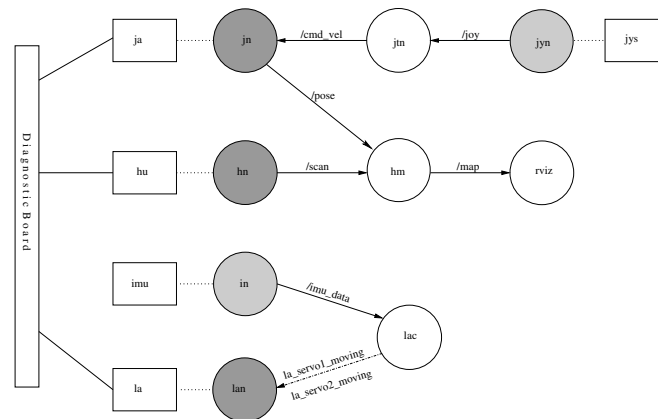 ja
jn
/cmd_vel
jtn
/joy
jyn
jys
/pose
Diagnostic Board
hu
hn
/scan
hm
/map
rviz
imu
in
/imu_data
lac
la_servo1_moving
la_servo2_moving
la
lan